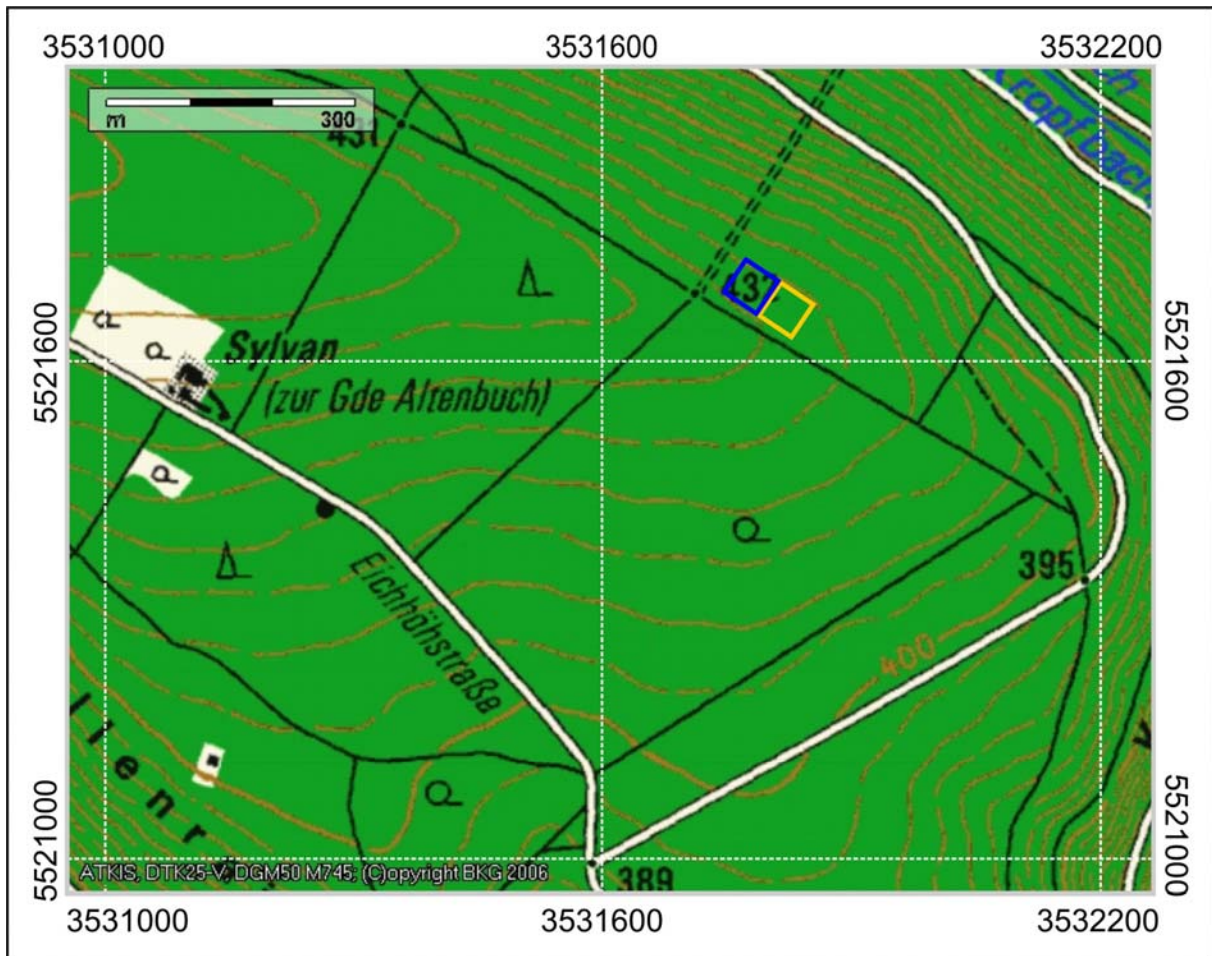 3531000 3531600 3532200
m 300
431
Kropfbach
437
5521600
5521600
Sylvan
(zur Gde Altenbuch)
Eichhöhstraße
395
400
llenr
5521000
5521000
ATKIS, DTK25-V, DGM50 M745; (C)opyright BKG 2006
389
3531000 3531600 3532200